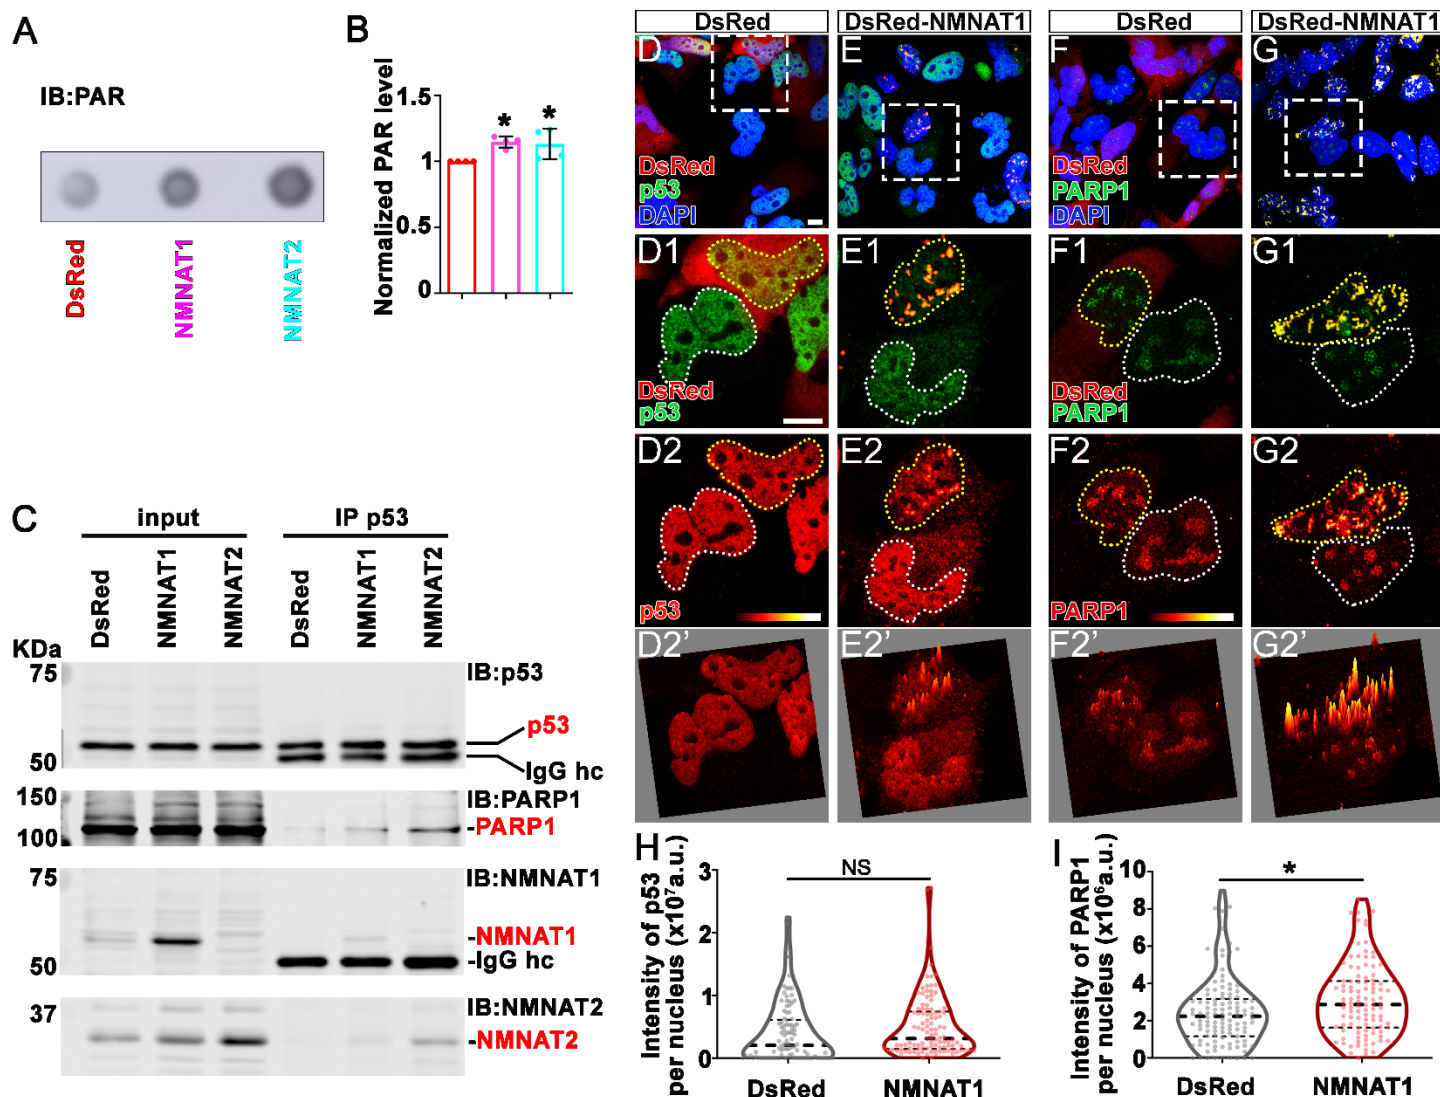 A
IB:PAR
DsRed
NMNAT1
NMNAT2
B
Normalized PAR level
1.5
1
0.5
0
*
*
C
input
IP p53
DsRed
NMNAT1
NMNAT2
DsRed
NMNAT1
NMNAT2
KDa
75
50
IB:p53
p53
IgG hc
150
100
IB:PARP1
-PARP1
75
50
IB:NMNAT1
-NMNAT1
-IgG hc
37
IB:NMNAT2
-NMNAT2
DsRed
DsRed-NMNAT1
DsRed
DsRed-NMNAT1
D
DsRed
p53
DAPI
E
F
DsRed
PARP1
DAPI
G
D1
DsRed
p53
E1
F1
DsRed
PARP1
G1
D2
p53
E2
F2
PARP1
G2
D2’
E2’
F2’
G2’
H
Intensity of p53
per nucleus (x10⁷a.u.)
3
2
1
0
NS
DsRed
NMNAT1
I
Intensity of PARP1
per nucleus (x10⁶a.u.)
10
8
6
4
2
0
*
DsRed
NMNAT1